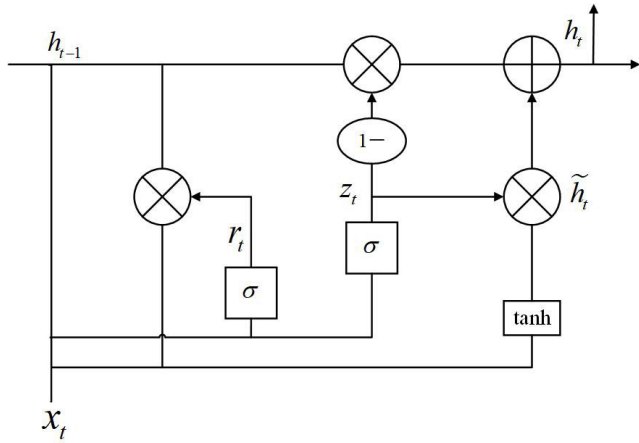 h_{t-1}
h_t
1−
z_t
h̃_t
r_t
σ
σ
tanh
x_t